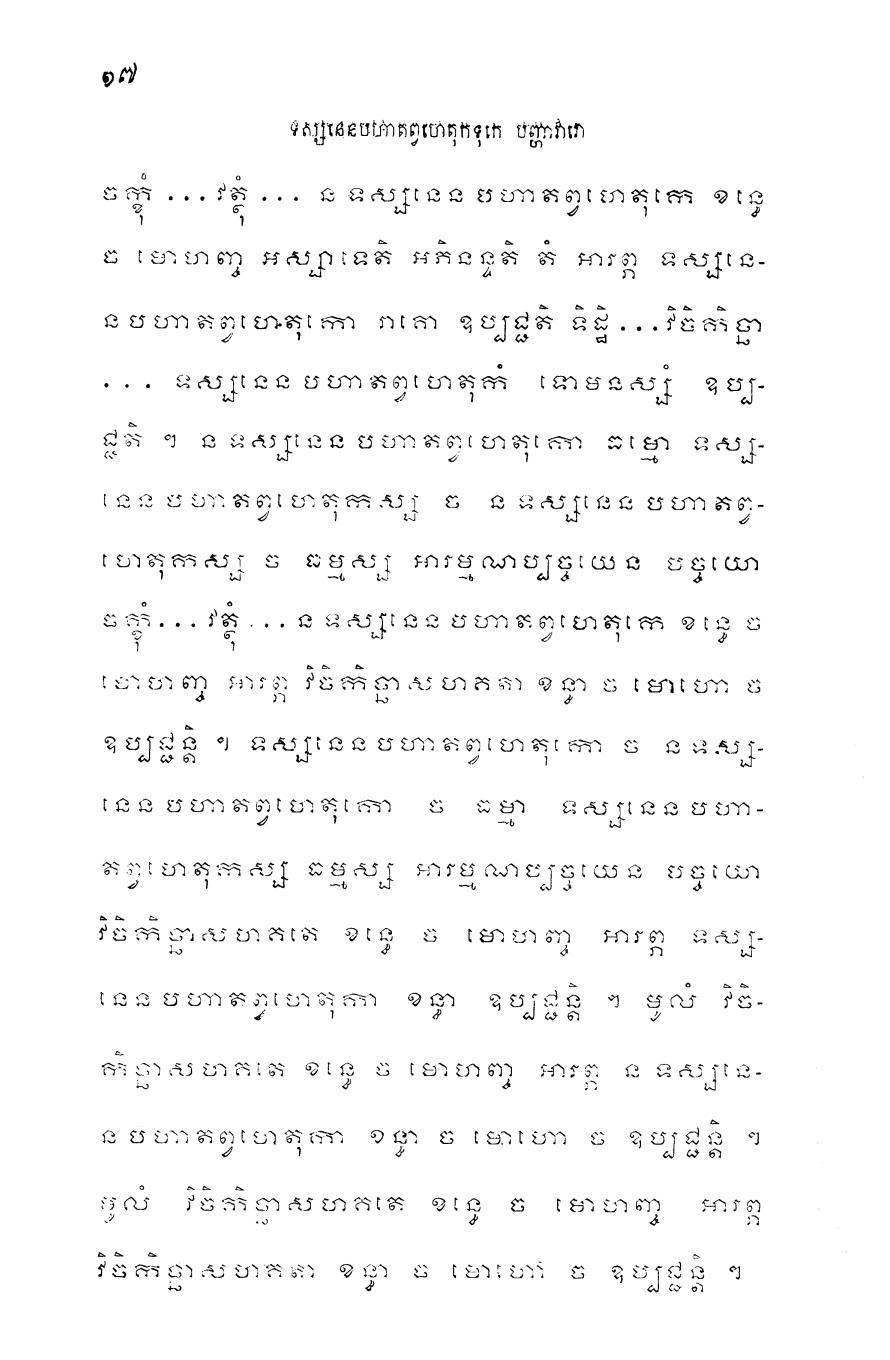 ១៧
ទស្សនេនបហាតព្វហេតុកទុកេ បញ្ហាវារោ
ចក្ខុំ ... វត្ថុំ ... ន ទស្សនេនបហាតព្វហេតុកេ ខន្ធេ
ច មោហញ្ច អស្សាទេតិ អភិនន្ទតិ តំ អារព្ភ ទស្សនេ-
នបហាតព្វហេតុកោ រាគោ ឧប្បជ្ជតិ ទិដ្ឋិ ... វិចិកិច្ឆា
... ទស្សនេនបហាតព្វហេតុកំ ទោមនស្សំ ឧប្ប-
ជ្ជតិ ។ ន ទស្សនេនបហាតព្វហេតុកោ ធម្មោ ទស្ស-
នេនបហាតព្វហេតុកស្ស ច ន ទស្សនេនបហាតព្វ-
ហេតុកស្ស ច ធម្មស្ស អារម្មណប្បច្ចយេន បច្ចយោ
ចក្ខុំ ... វត្ថុំ ... ន ទស្សនេនបហាតព្វហេតុកេ ខន្ធេ ច
មោហញ្ច អារព្ភ វិចិកិច្ឆាសហគតា ខន្ធា ច មោហោ ច
ឧប្បជ្ជន្តិ ។ ទស្សនេនបហាតព្វហេតុកោ ច ន ទស្ស-
នេនបហាតព្វហេតុកោ ច ធម្មា ទស្សនេនបហា-
តព្វហេតុកស្ស ធម្មស្ស អារម្មណប្បច្ចយេន បច្ចយោ
វិចិកិច្ឆាសហគតេ ខន្ធេ ច មោហញ្ច អារព្ភ ទស្ស-
នេនបហាតព្វហេតុកា ខន្ធា ឧប្បជ្ជន្តិ ។ មូលំ វិចិ-
កិច្ឆាសហគតេ ខន្ធេ ច មោហញ្ច អារព្ភ ន ទស្សនេ-
នបហាតព្វហេតុកា ខន្ធា ច មោហោ ច ឧប្បជ្ជន្តិ ។
មូលំ វិចិកិច្ឆាសហគតេ ខន្ធេ ច មោហញ្ច អារព្ភ
វិចិកិច្ឆាសហគតា ខន្ធា ច មោហោ ច ឧប្បជ្ជន្តិ ។